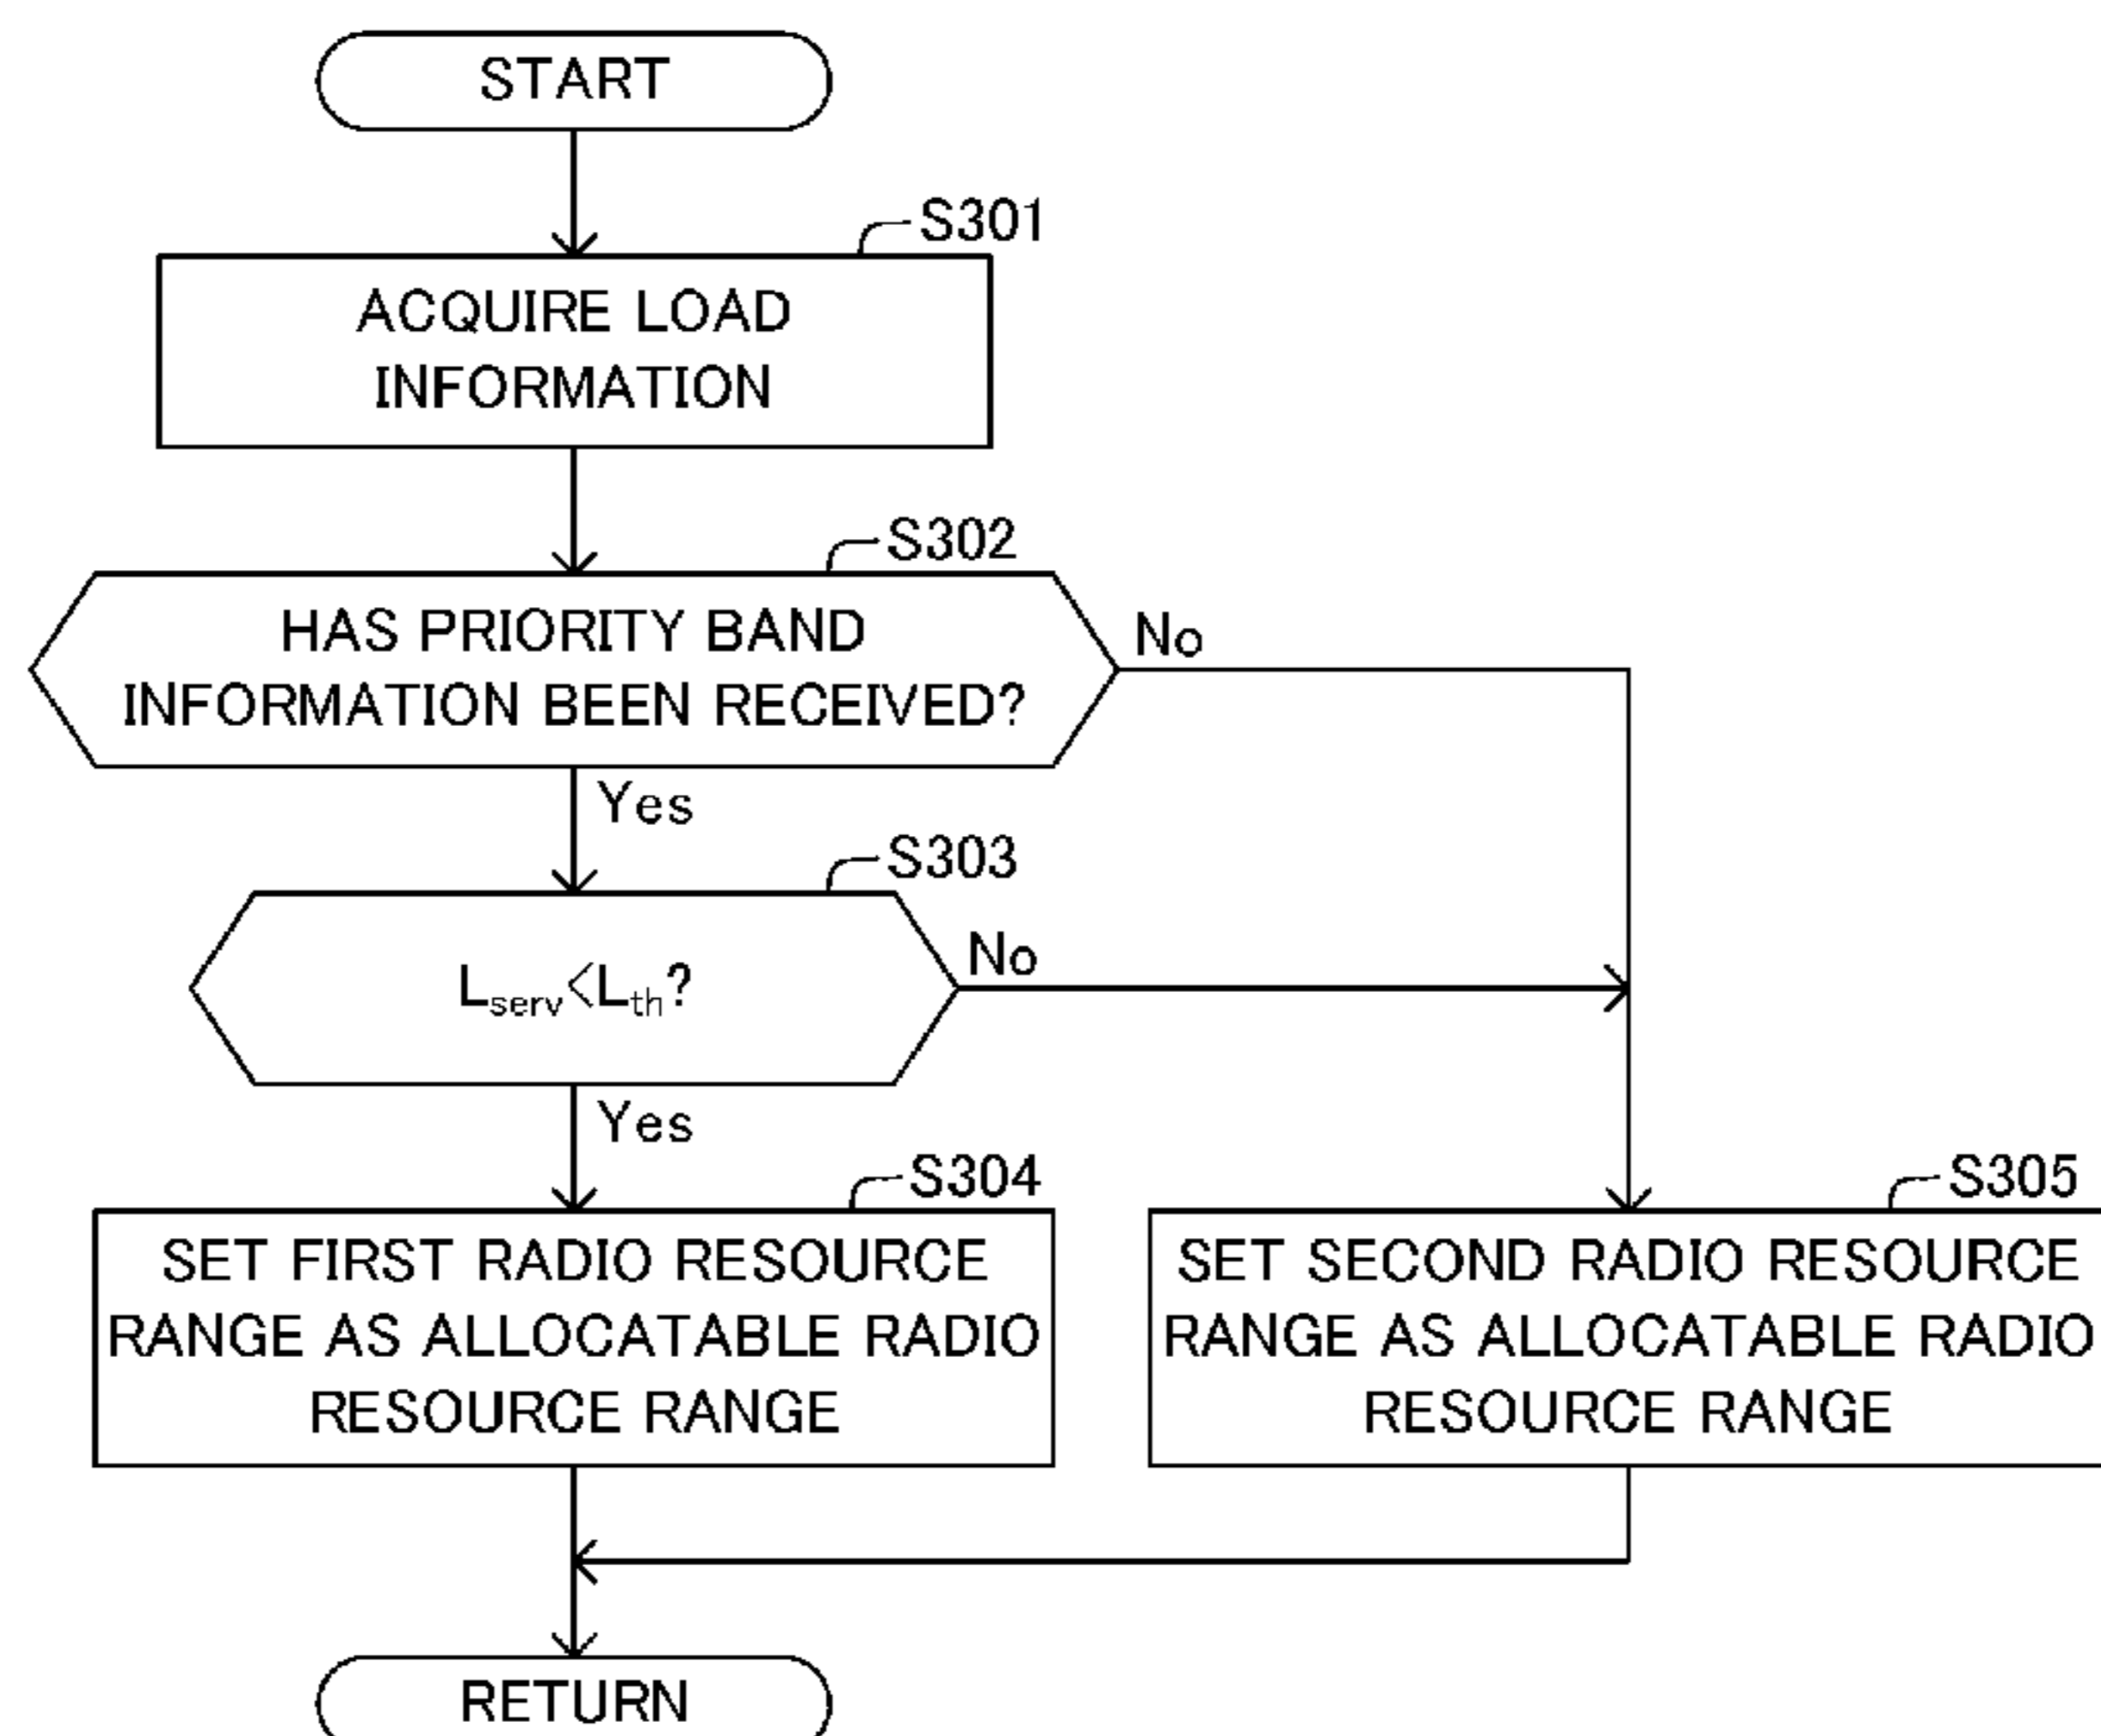 START
S301
ACQUIRE LOAD
INFORMATION
S302
HAS PRIORITY BAND
INFORMATION BEEN RECEIVED?
No
Yes
S303
Lserv<Lth?
No
Yes
S304
SET FIRST RADIO RESOURCE
RANGE AS ALLOCATABLE RADIO
RESOURCE RANGE
S305
SET SECOND RADIO RESOURCE
RANGE AS ALLOCATABLE RADIO
RESOURCE RANGE
RETURN